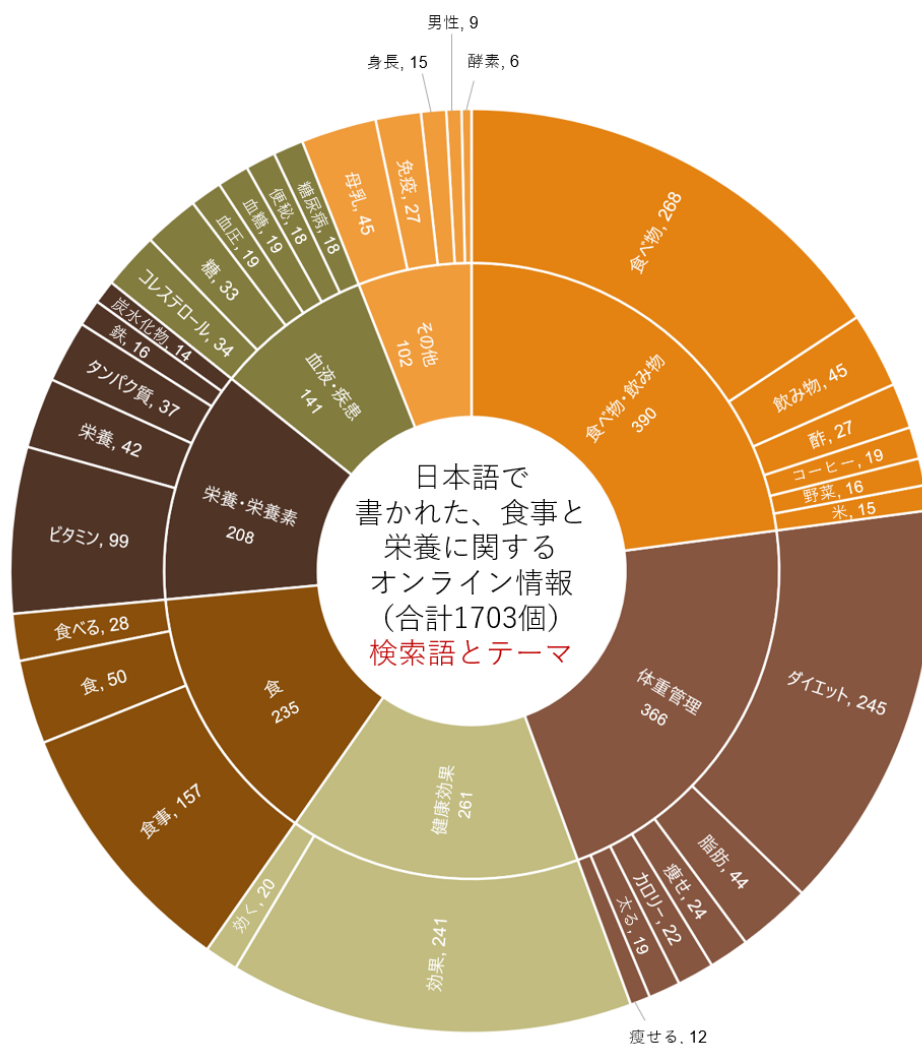 日本語で
書かれた、食事と
栄養に関する
オンライン情報
（合計1703個）
検索語とテーマ
食べ物・飲み物
390
食べ物, 268
飲み物, 45
酢, 27
コーヒー, 19
野菜, 16
米, 15
体重管理
366
ダイエット, 245
脂肪, 44
痩せ, 24
カロリー, 22
太る, 19
痩せる, 12
健康効果
261
効果, 241
効く, 20
食
235
食事, 157
食, 50
食べる, 28
栄養・栄養素
208
ビタミン, 99
栄養, 42
タンパク質, 37
鉄, 16
炭水化物, 14
血液・疾患
141
コレステロール, 34
糖, 33
血圧, 19
血糖, 19
便秘, 18
糖尿病, 18
その他
102
母乳, 45
免疫, 27
身長, 15
男性, 9
酵素, 6